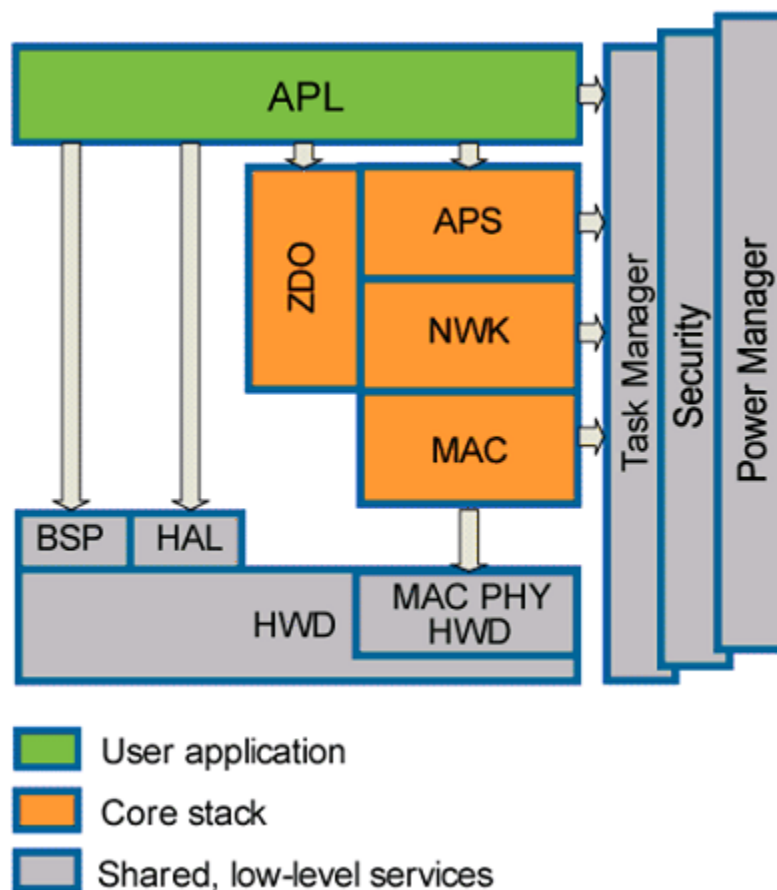 APL
ZDO
APS
NWK
MAC
Task Manager
Security
Power Manager
BSP
HAL
HWD
MAC PHY
HWD
User application
Core stack
Shared, low-level services